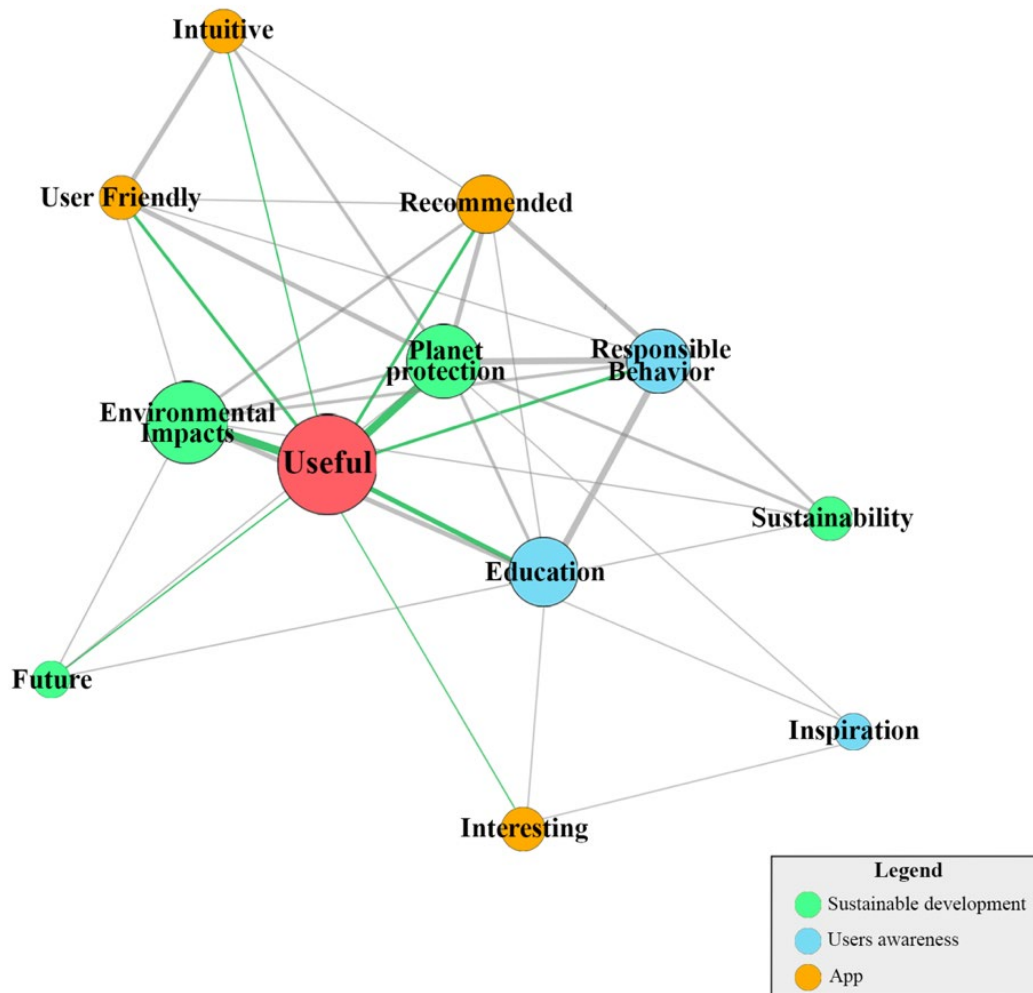 Intuitive
User Friendly
Recommended
Planet
protection
Responsible
Behavior
Environmental
Impacts
Useful
Sustainability
Education
Future
Inspiration
Interesting
Legend
Sustainable development
Users awareness
App